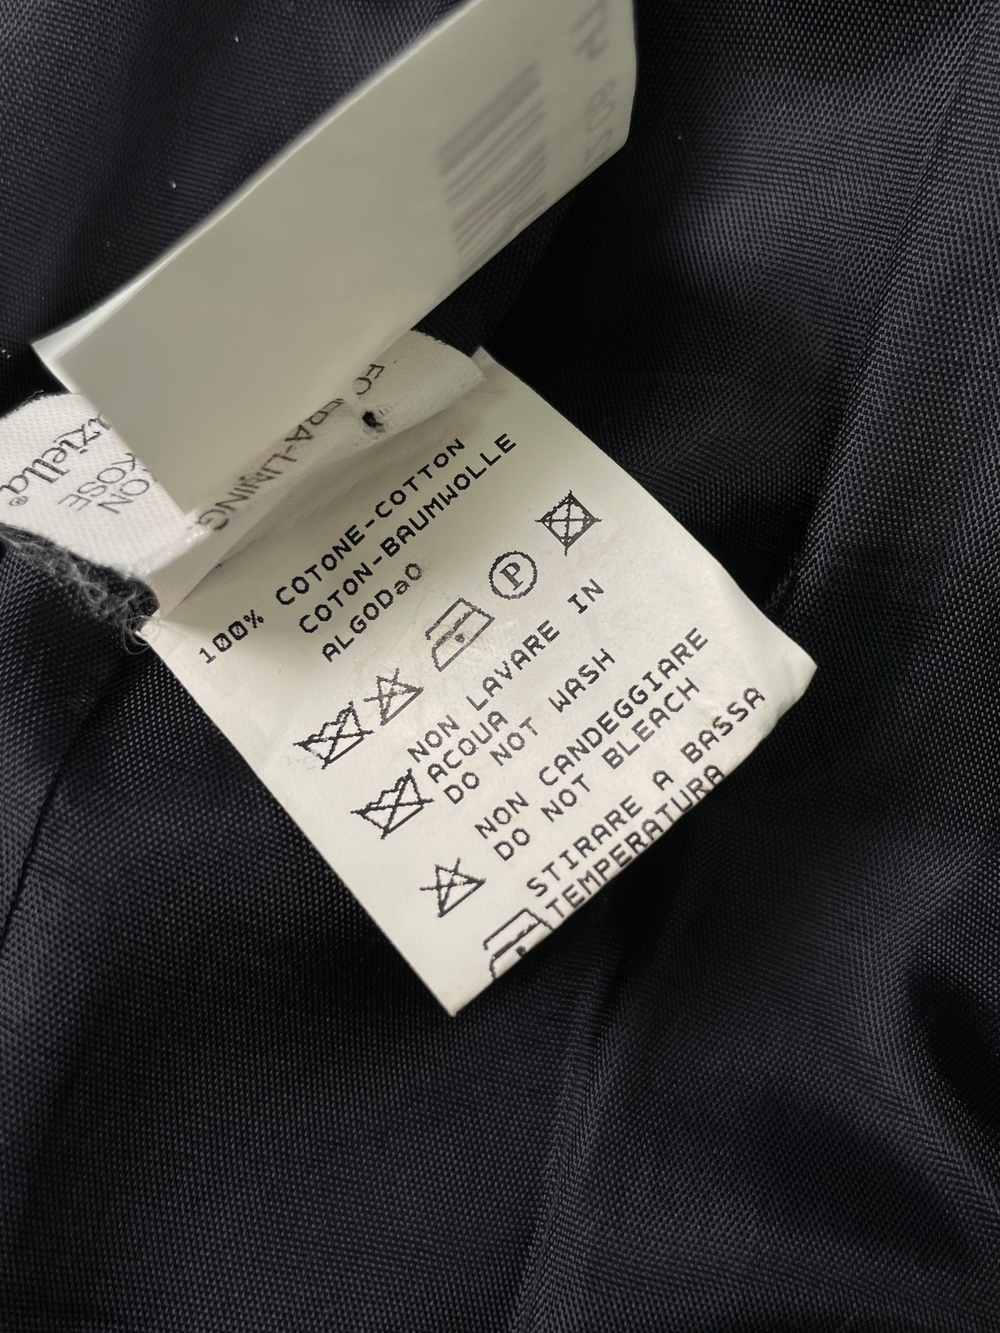 100% COTONE-COTTON
COTON-BAUMWOLLE
ALGODaO
P
NON LAVARE IN
ACQUA
DO NOT WASH
NON CANDEGGIARE
DO NOT BLEACH
STIRARE A BASSA
TEMPERATURA